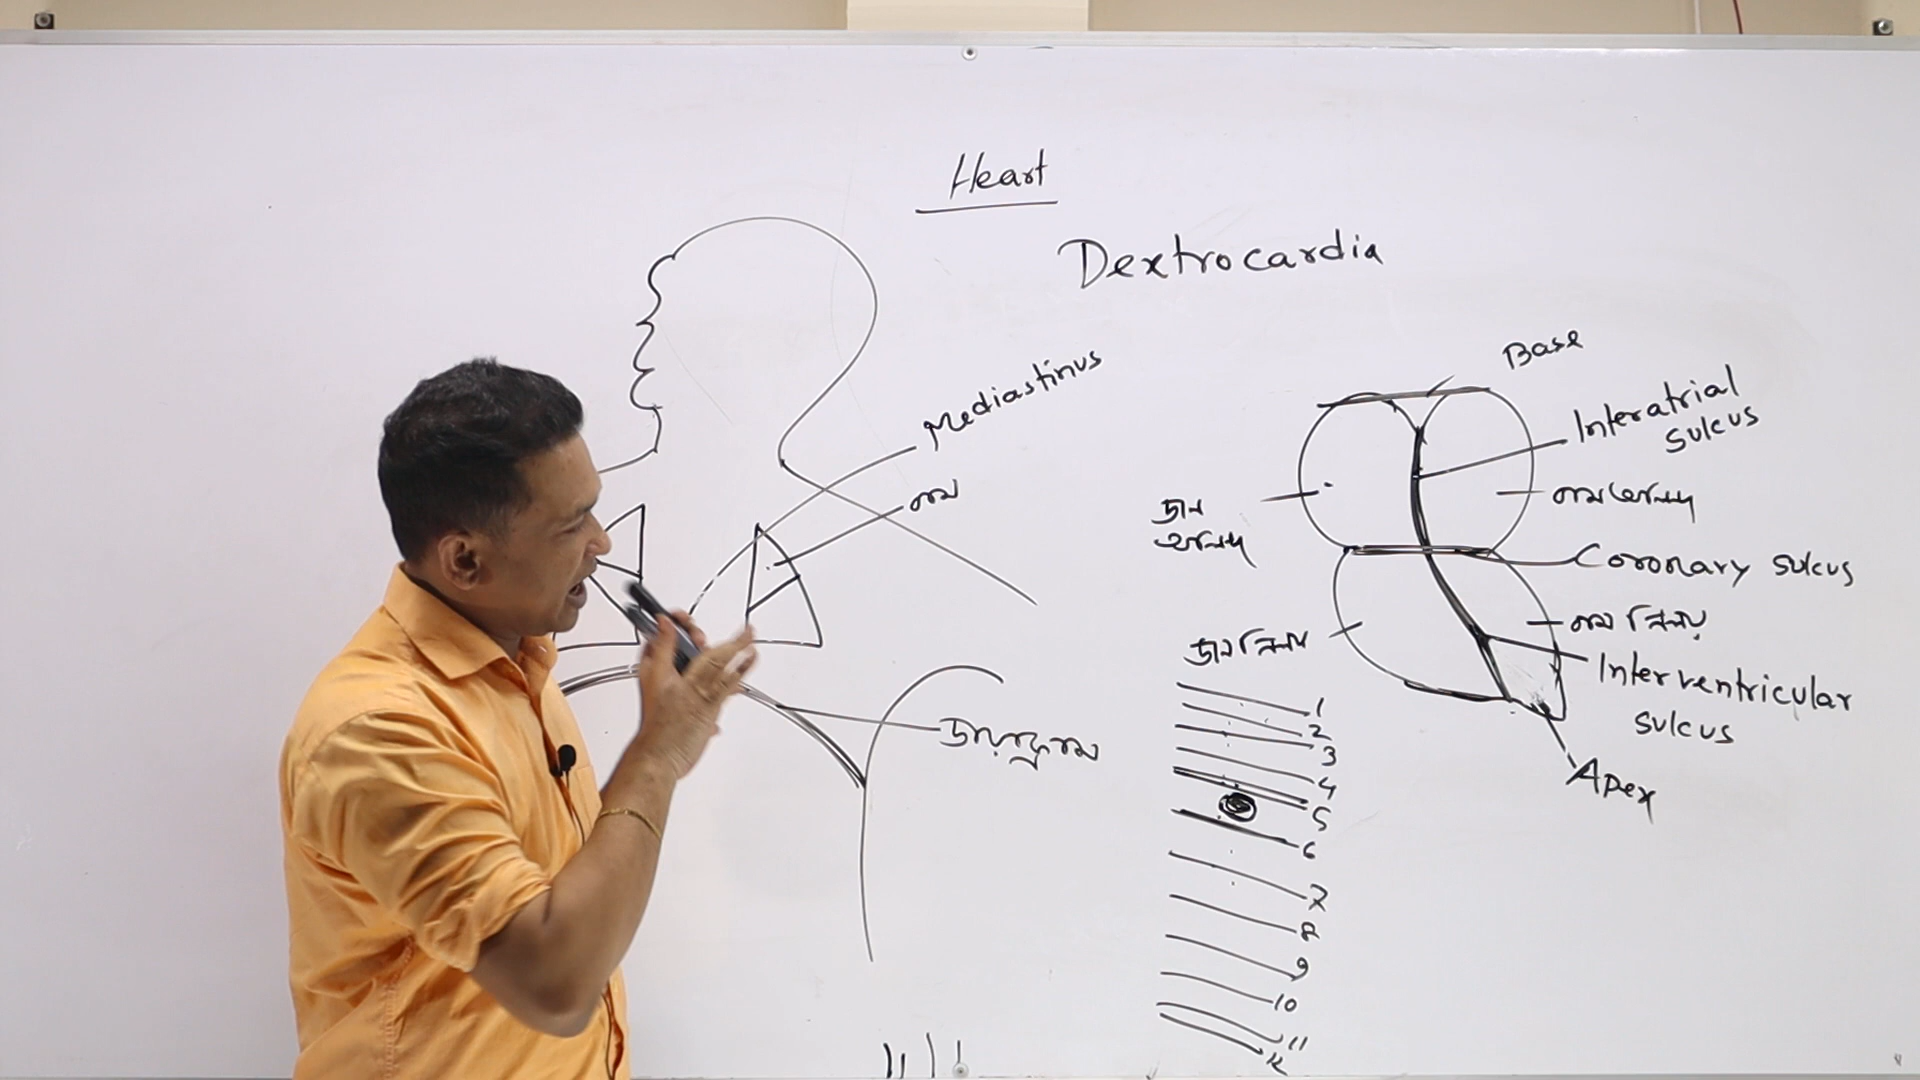 Heart
Dextrocardia
Mediastinus
বাম
ডায়াফ্রাম
Base
Interatrial
Sulcus
ডান
অলিন্দ
বাম অলিন্দ
Coronary Sulcus
ডান নিলয়
বাম নিলয়
Interventricular
Sulcus
Apex
1
2
3
4
5
6
7
8
9
10
11
12